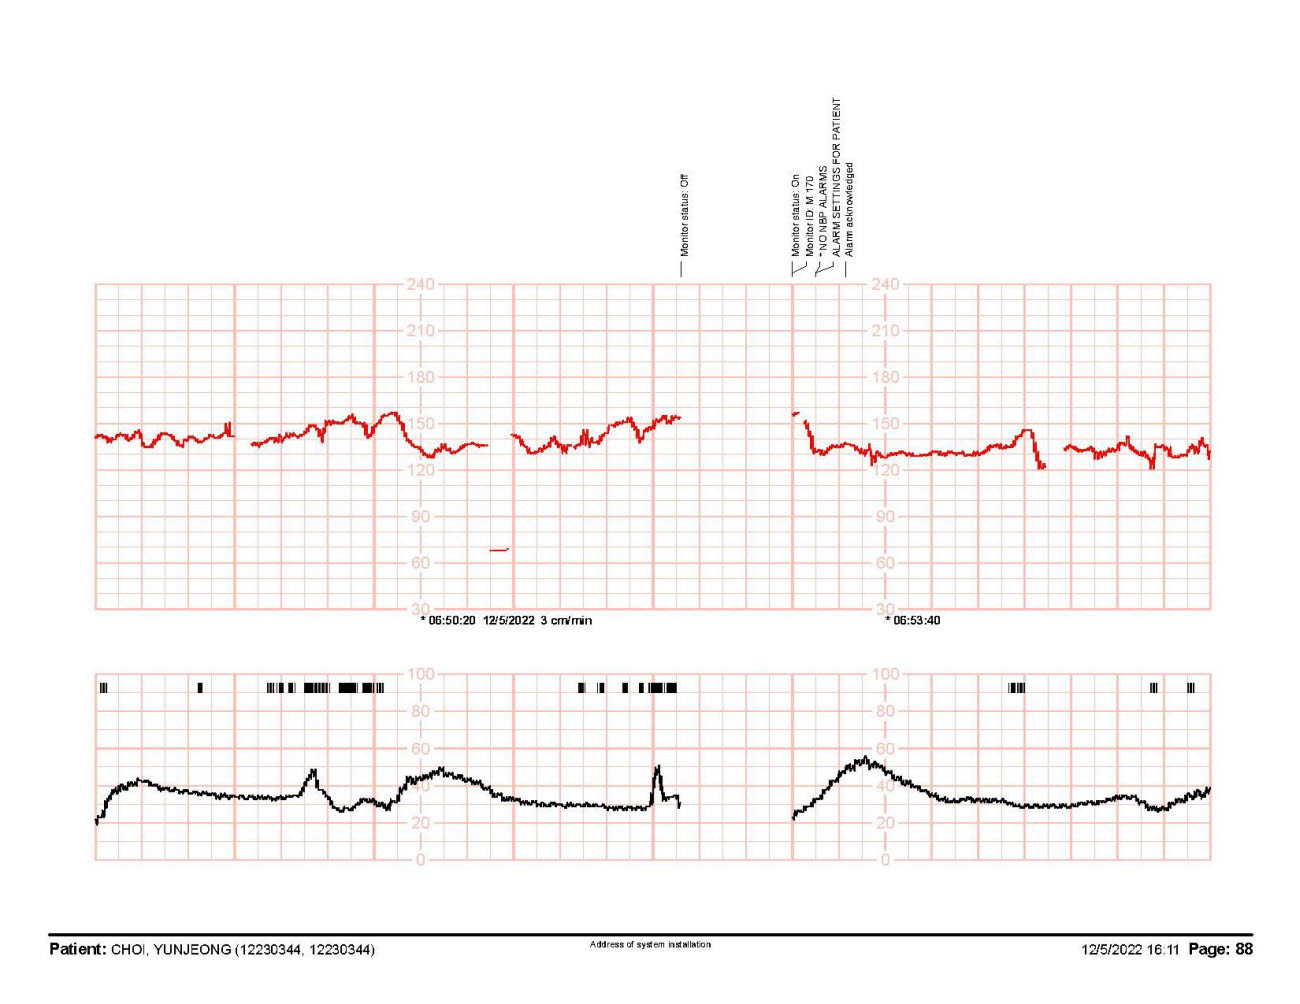 Monitor status: Off
Monitor status: On
Monitor ID: M 170
* NO NBP ALARMS
ALARM SETTINGS FOR PATIENT
Alarm acknowledged
240 240
210 210
180 180
150 150
120 120
90 90
60 60
30 30
* 06:50:20 12/5/2022 3 cm/min * 06:53:40
100 100
80 80
60 60
40 40
20 20
0 0
Patient: CHOI, YUNJEONG (12230344, 12230344) Address of system installation 12/5/2022 16:11 Page: 88